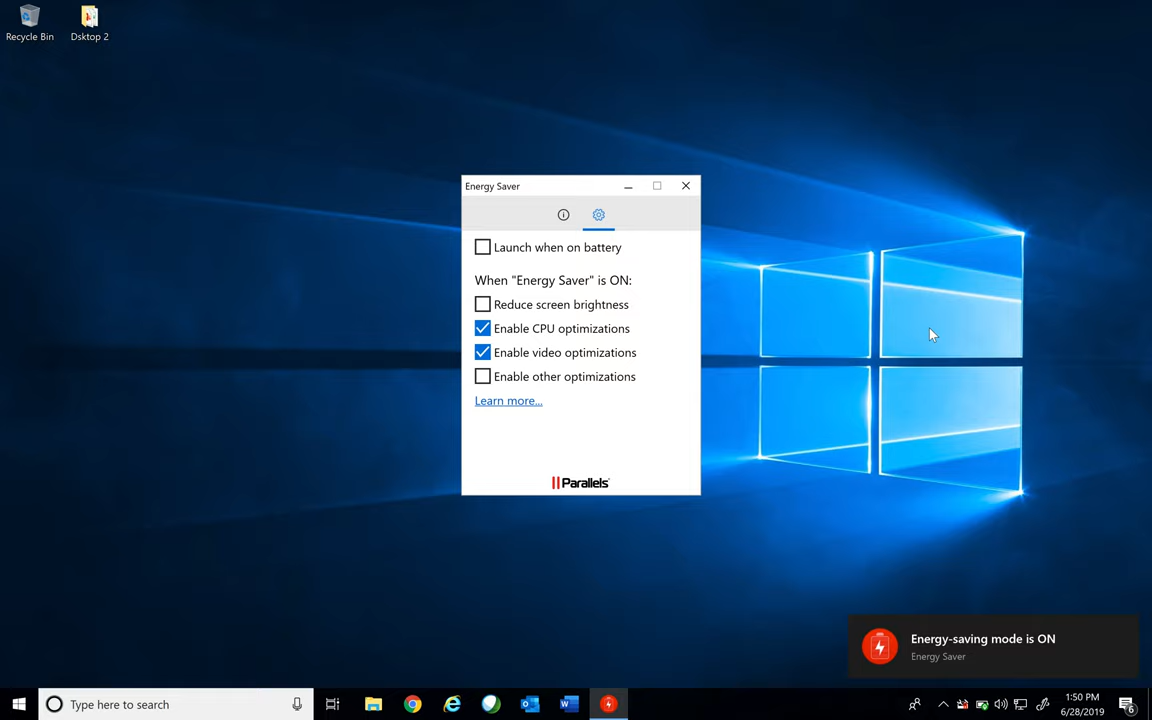 Recycle Bin
Dsktop 2
Energy Saver
Launch when on battery
When "Energy Saver" is ON:
Reduce screen brightness
Enable CPU optimizations
Enable video optimizations
Enable other optimizations
Learn more...
Parallels®
Energy-saving mode is ON
Energy Saver
Type here to search
1:50 PM
6/28/2019
6